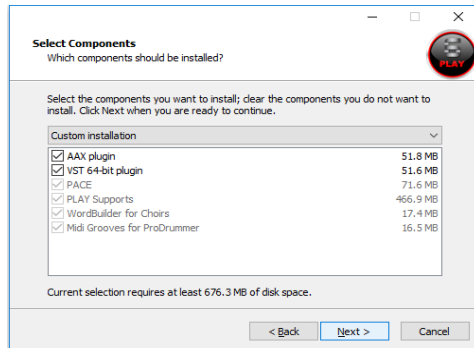 Select Components
Which components should be installed?
PLAY
Select the components you want to install; clear the components you do not want to
install. Click Next when you are ready to continue.
Custom installation
AAX plugin 51.8 MB
VST 64-bit plugin 51.6 MB
PACE 71.6 MB
PLAY Supports 466.9 MB
WordBuilder for Choirs 17.4 MB
Midi Grooves for ProDrummer 16.5 MB
Current selection requires at least 676.3 MB of disk space.
< Back Next > Cancel